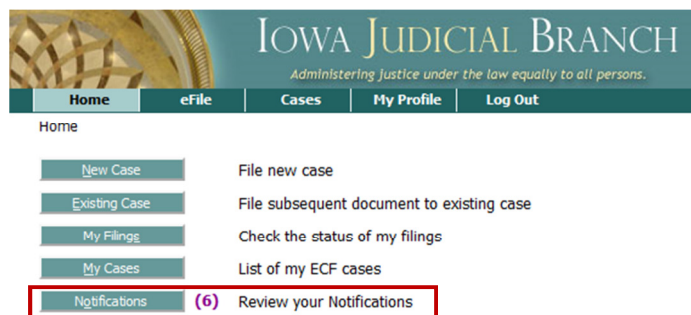 IOWA JUDICIAL BRANCH
Administering justice under the law equally to all persons.
Home eFile Cases My Profile Log Out
Home
New Case File new case
Existing Case File subsequent document to existing case
My Filings Check the status of my filings
My Cases List of my ECF cases
Notifications (6) Review your Notifications